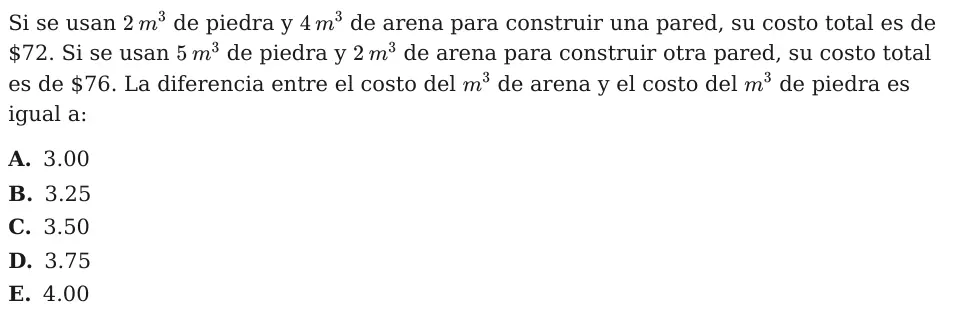 Si se usan 2 m³ de piedra y 4 m³ de arena para construir una pared, su costo total es de
$72. Si se usan 5 m³ de piedra y 2 m³ de arena para construir otra pared, su costo total
es de $76. La diferencia entre el costo del m³ de arena y el costo del m³ de piedra es
igual a:
A. 3.00
B. 3.25
C. 3.50
D. 3.75
E. 4.00